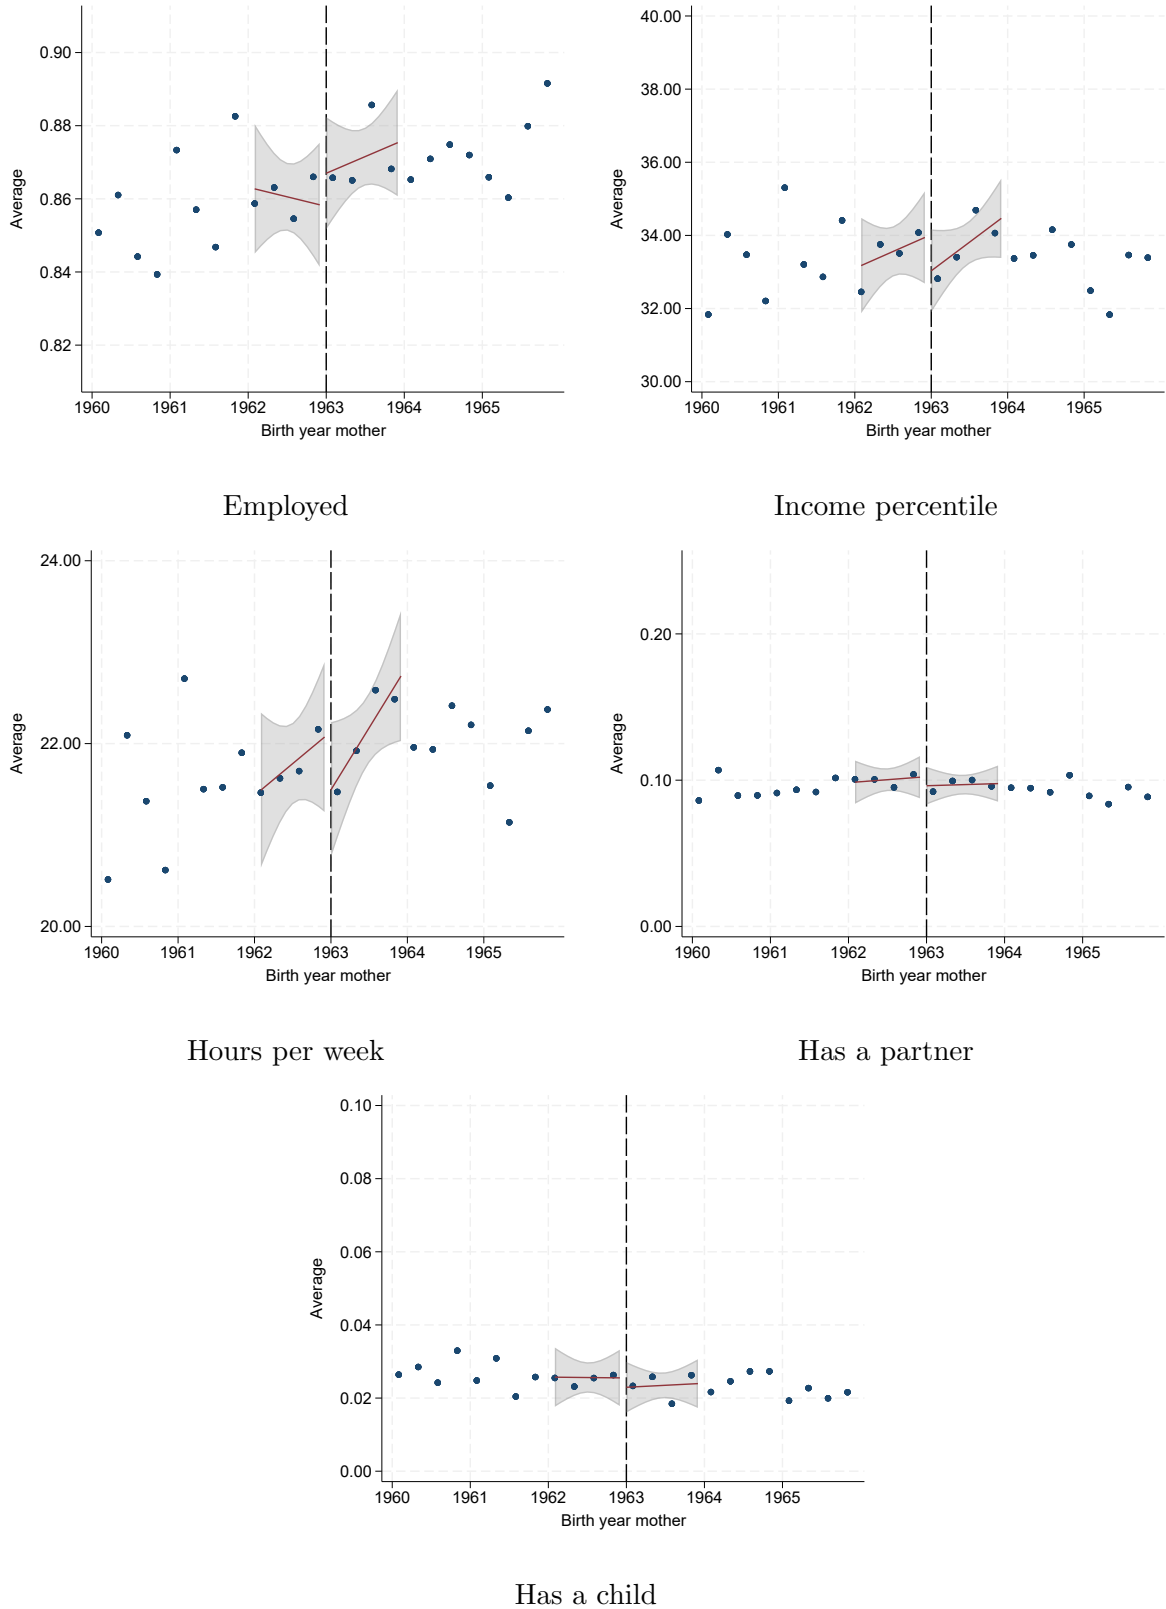 0.90
0.88
0.86
0.84
0.82
Average
1960 1961 1962 1963 1964 1965
Birth year mother
Employed
40.00
38.00
36.00
34.00
32.00
30.00
Average
1960 1961 1962 1963 1964 1965
Birth year mother
Income percentile
24.00
22.00
20.00
Average
1960 1961 1962 1963 1964 1965
Birth year mother
Hours per week
0.20
0.10
0.00
Average
1960 1961 1962 1963 1964 1965
Birth year mother
Has a partner
0.10
0.08
0.06
0.04
0.02
0.00
Average
1960 1961 1962 1963 1964 1965
Birth year mother
Has a child